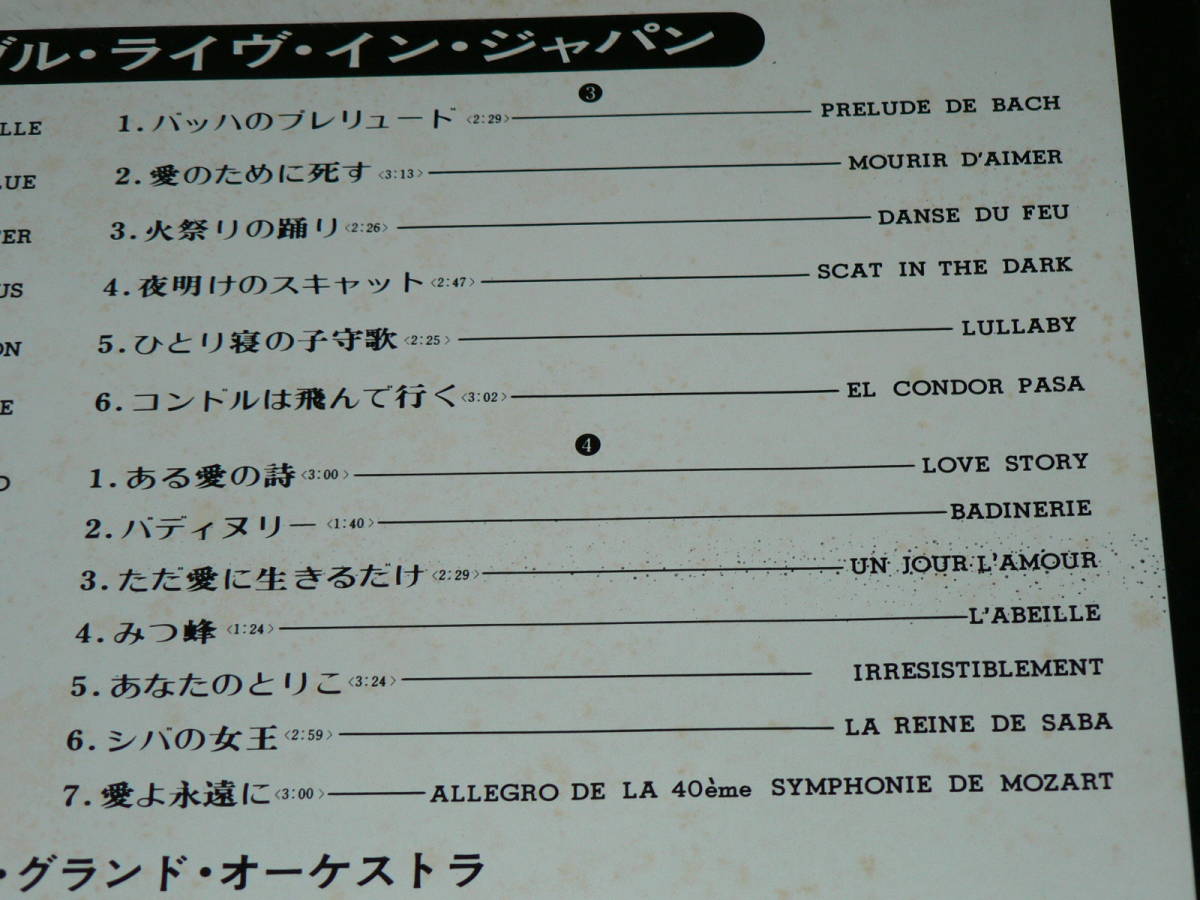 ブル・ライヴ・イン・ジャパン
❸
1. バッハのプレリュード〈2:29〉 PRELUDE DE BACH
2. 愛のために死す〈3:13〉 MOURIR D'AIMER
3. 火祭りの踊り〈2:26〉 DANSE DU FEU
4. 夜明けのスキャット〈2:47〉 SCAT IN THE DARK
5. ひとり寝の子守歌〈2:25〉 LULLABY
6. コンドルは飛んで行く〈3:02〉 EL CONDOR PASA
❹
1. ある愛の詩〈3:00〉 LOVE STORY
2. バディヌリー〈1:40〉 BADINERIE
3. ただ愛に生きるだけ〈2:29〉 UN JOUR L'AMOUR
4. みつ蜂〈1:24〉 L'ABEILLE
5. あなたのとりこ〈3:24〉 IRRESISTIBLEMENT
6. シバの女王〈2:59〉 LA REINE DE SABA
7. 愛よ永遠に〈3:00〉 ALLEGRO DE LA 40ème SYMPHONIE DE MOZART
・グランド・オーケストラ